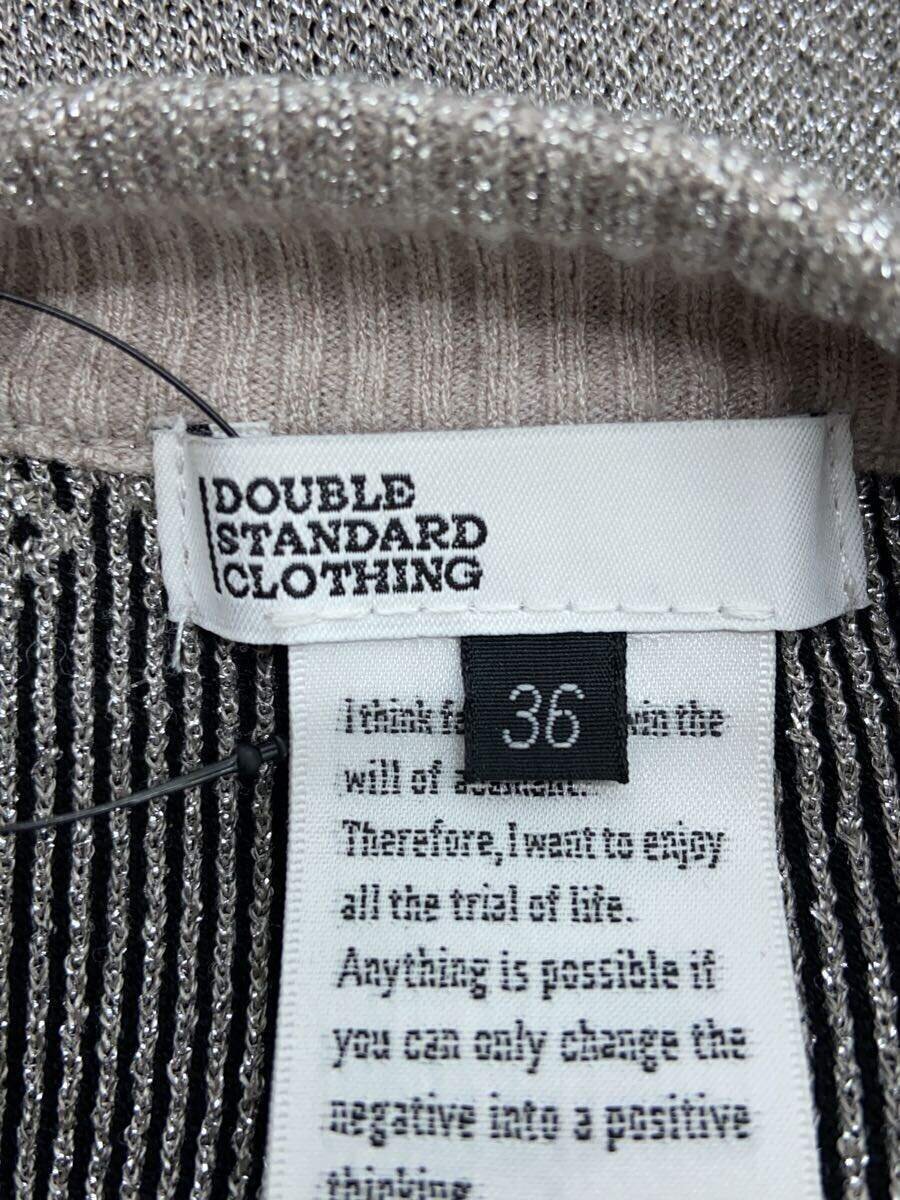 DOUBLE
STANDARD
CLOTHING
36
I think win the
will of
Therefore, I want to enjoy
all the trial of life.
Anything is possible if
you can only change the
negative into a positive
thinking